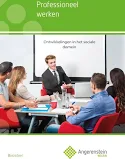 Professioneel
werken
Ontwikkelingen in het sociale
domein
Angerenstein